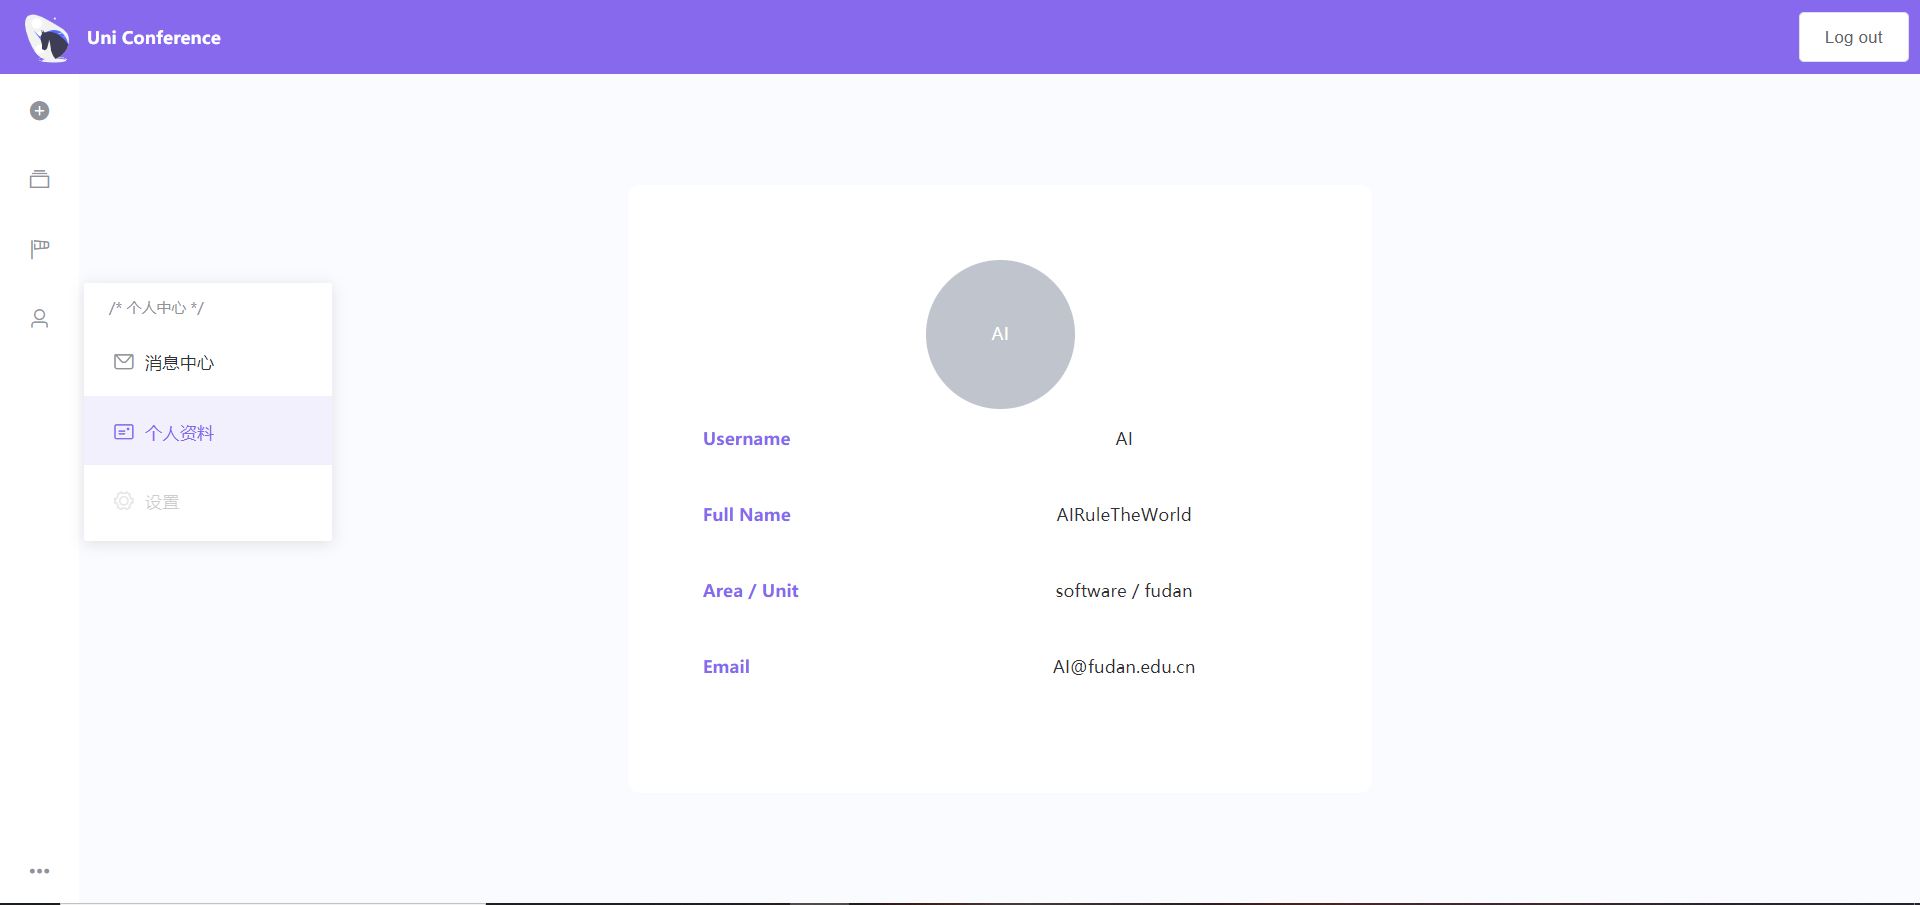 Uni Conference
Log out
/* 个人中心 */
消息中心
个人资料
设置
AI
Username AI
Full Name AIRuleTheWorld
Area / Unit software / fudan
Email AI@fudan.edu.cn